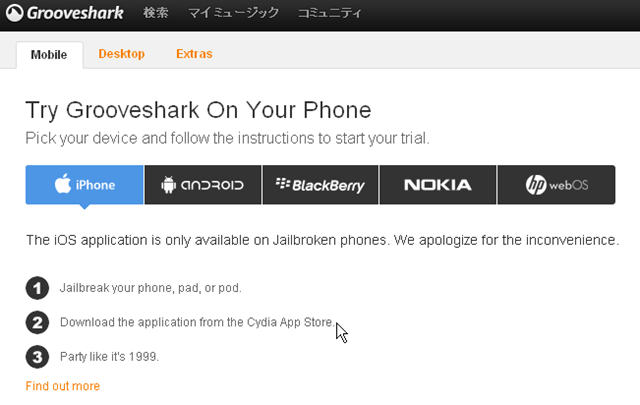 Grooveshark 検索 マイミュージック コミュニティ
Mobile Desktop Extras
Try Grooveshark On Your Phone
Pick your device and follow the instructions to start your trial.
iPhone ANDROID BlackBerry NOKIA hp webOS
The iOS application is only available on Jailbroken phones. We apologize for the inconvenience.
1 Jailbreak your phone, pad, or pod.
2 Download the application from the Cydia App Store.
3 Party like it's 1999.
Find out more